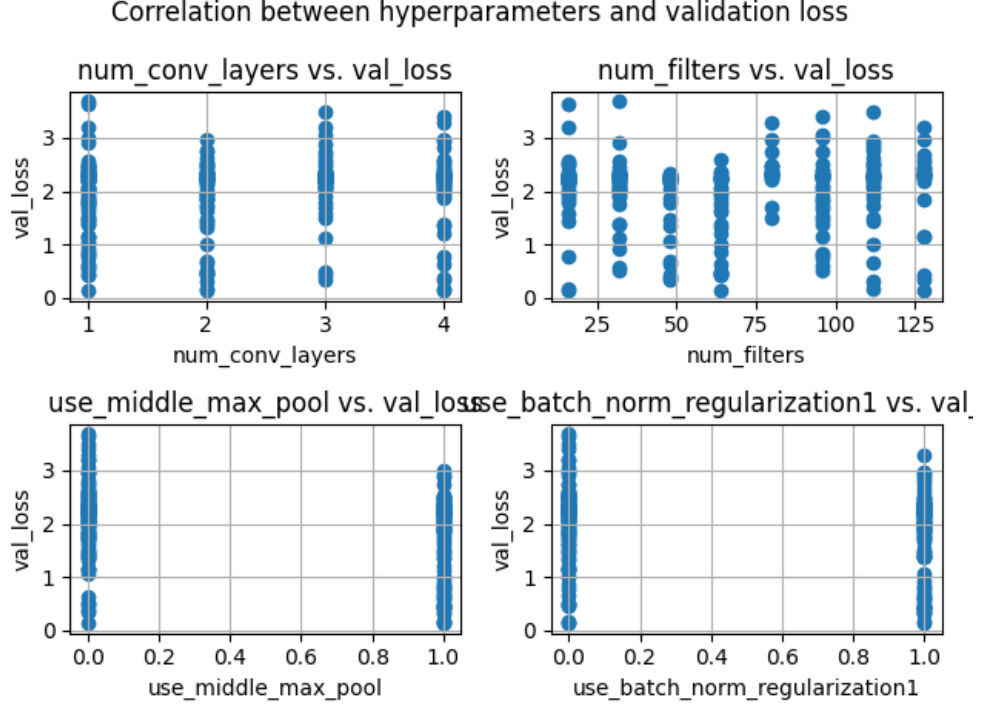 Correlation between hyperparameters and validation loss
num_conv_layers vs. val_loss
num_filters vs. val_loss
val_loss
3
2
1
0
1 2 3 4
num_conv_layers
val_loss
3
2
1
0
25 50 75 100 125
num_filters
use_middle_max_pool vs. val_loss
use_batch_norm_regularization1 vs. val_
val_loss
3
2
1
0
0.0 0.2 0.4 0.6 0.8 1.0
use_middle_max_pool
val_loss
3
2
1
0
0.0 0.2 0.4 0.6 0.8 1.0
use_batch_norm_regularization1